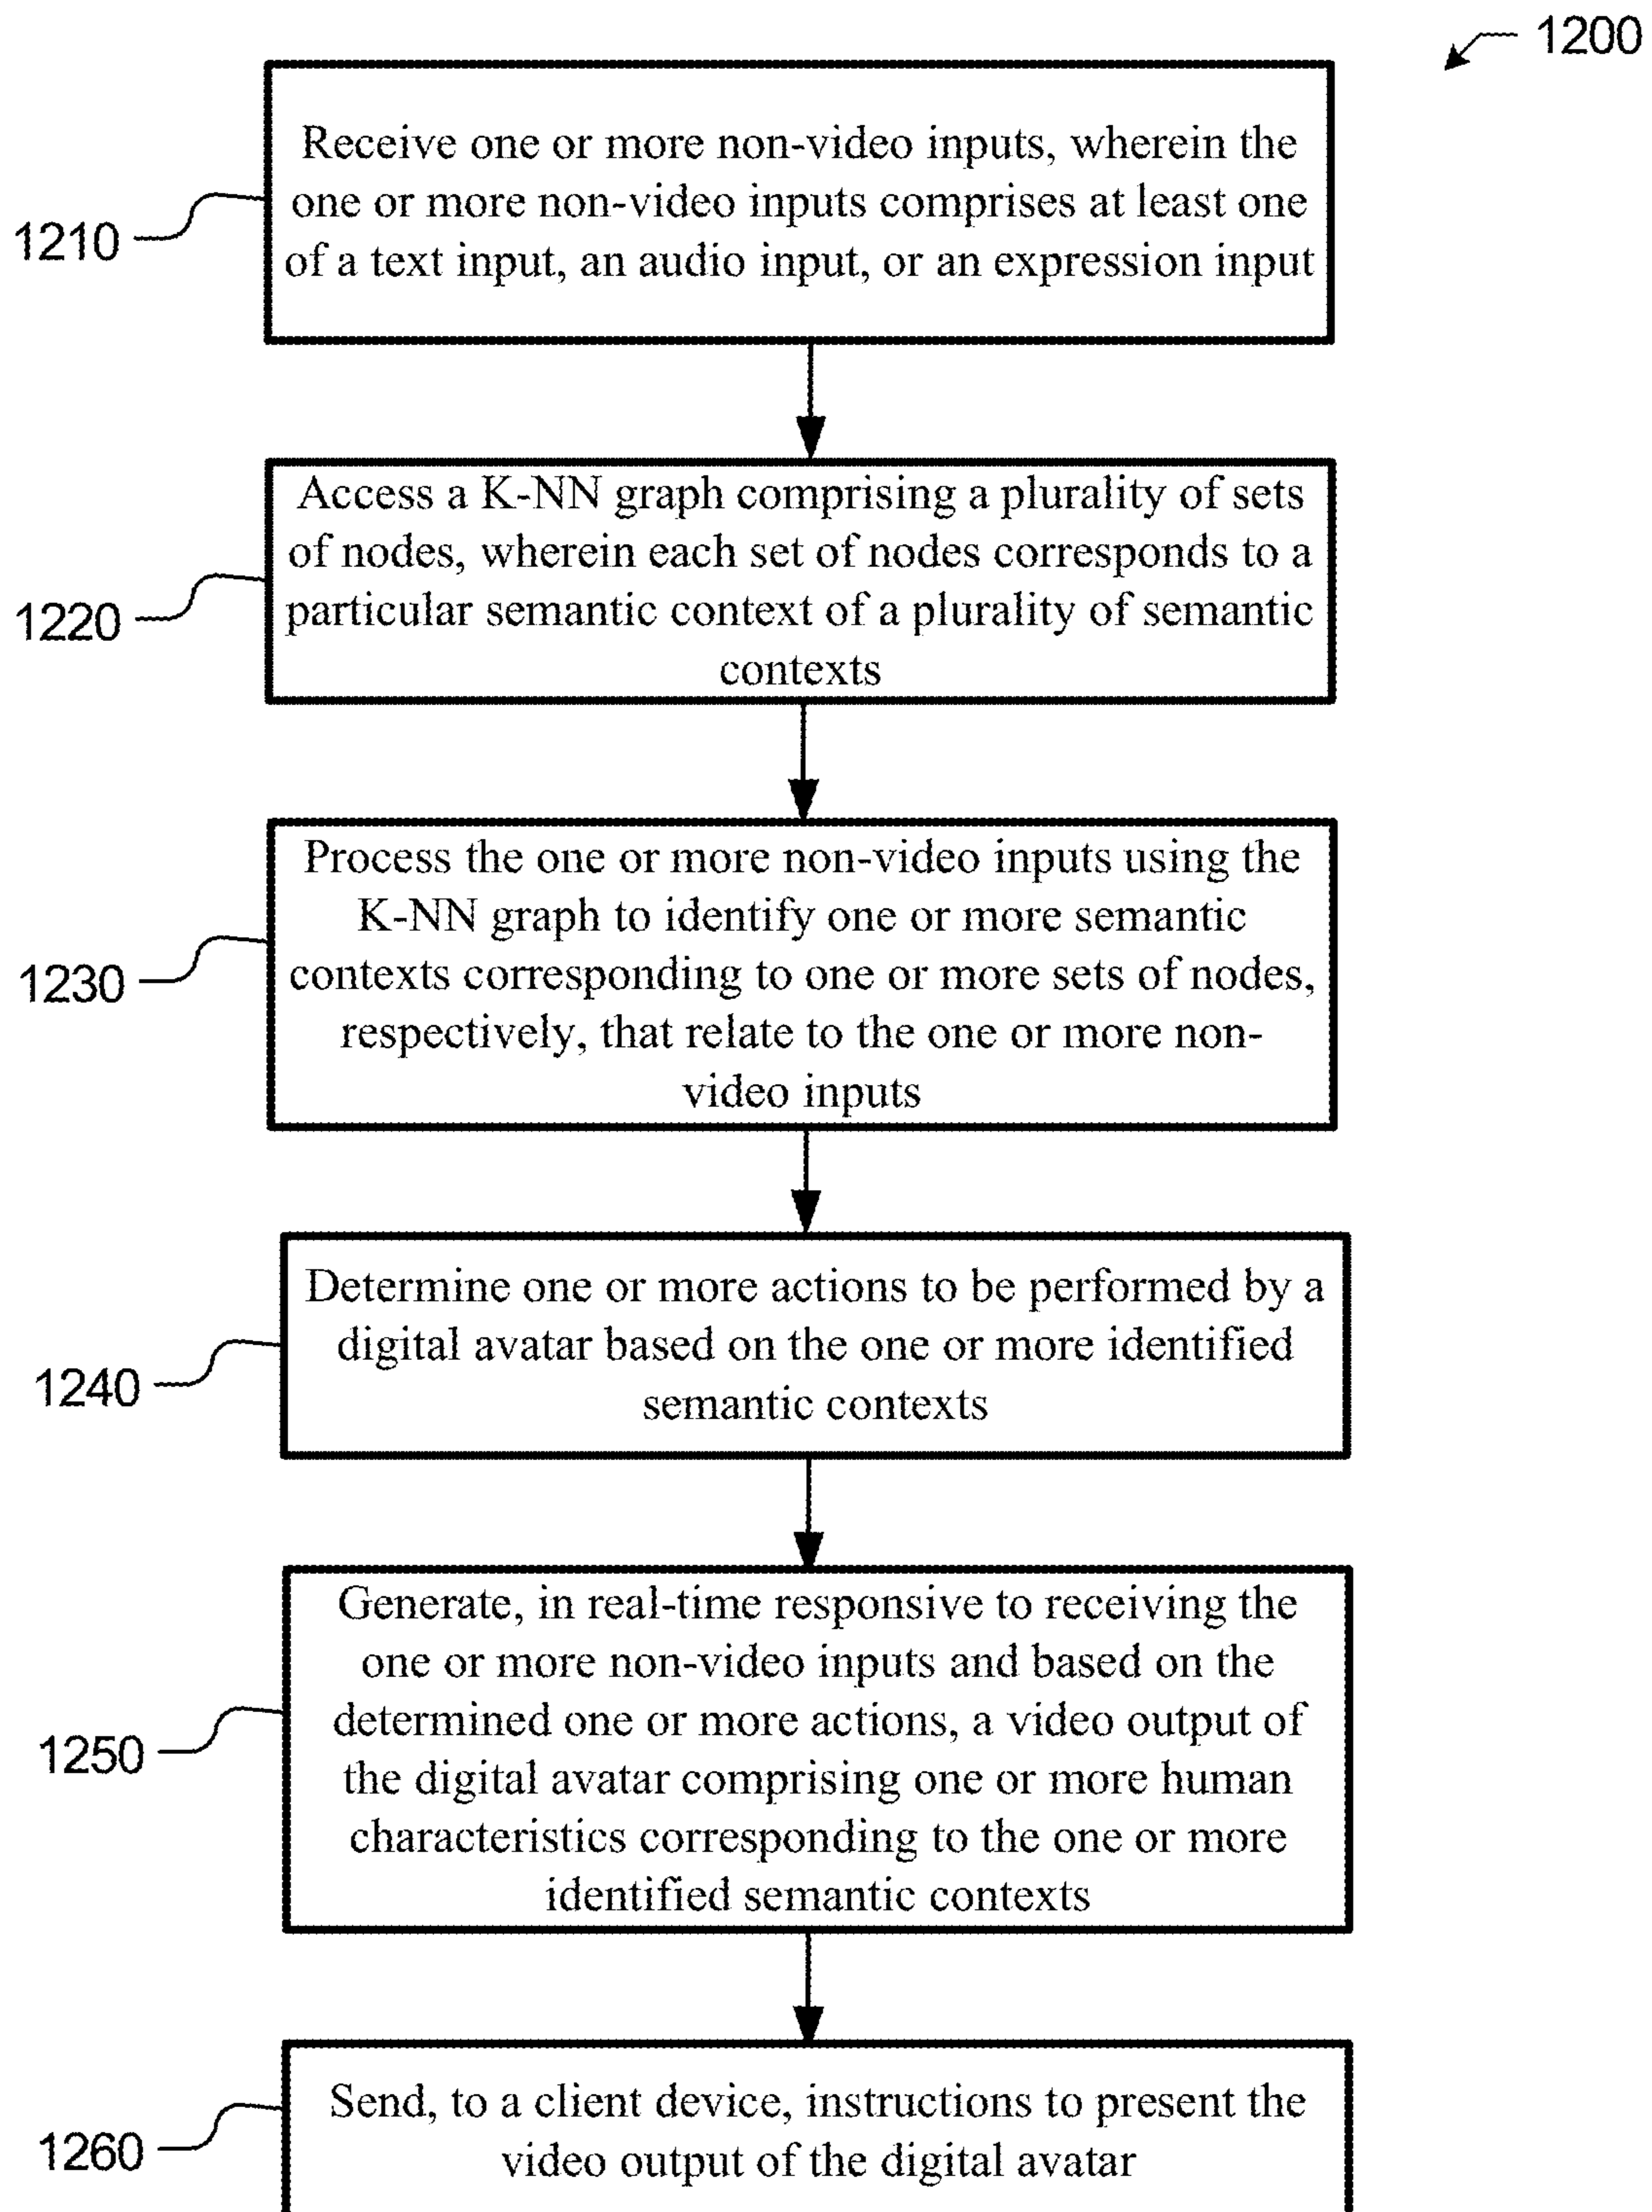 1200
Receive one or more non-video inputs, wherein the
one or more non-video inputs comprises at least one
of a text input, an audio input, or an expression input
1210
Access a K-NN graph comprising a plurality of sets
of nodes, wherein each set of nodes corresponds to a
particular semantic context of a plurality of semantic
contexts
1220
Process the one or more non-video inputs using the
K-NN graph to identify one or more semantic
contexts corresponding to one or more sets of nodes,
respectively, that relate to the one or more non-
video inputs
1230
Determine one or more actions to be performed by a
digital avatar based on the one or more identified
semantic contexts
1240
Generate, in real-time responsive to receiving the
one or more non-video inputs and based on the
determined one or more actions, a video output of
the digital avatar comprising one or more human
characteristics corresponding to the one or more
identified semantic contexts
1250
Send, to a client device, instructions to present the
video output of the digital avatar
1260